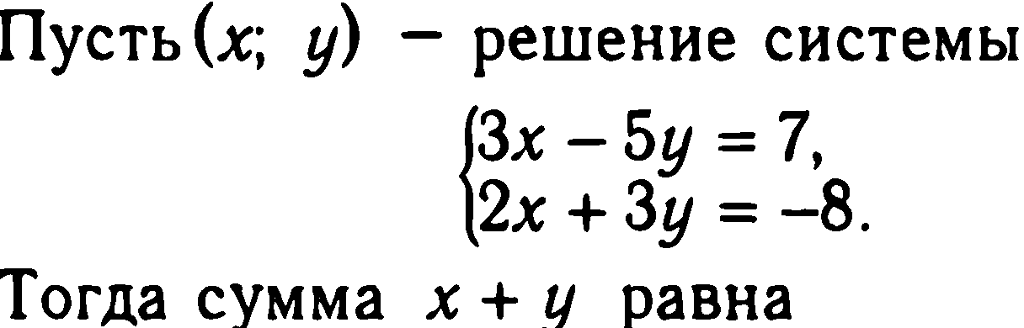 Пусть (x; y) — решение системы
{3x − 5y = 7,
{2x + 3y = −8.
Тогда сумма x + y равна